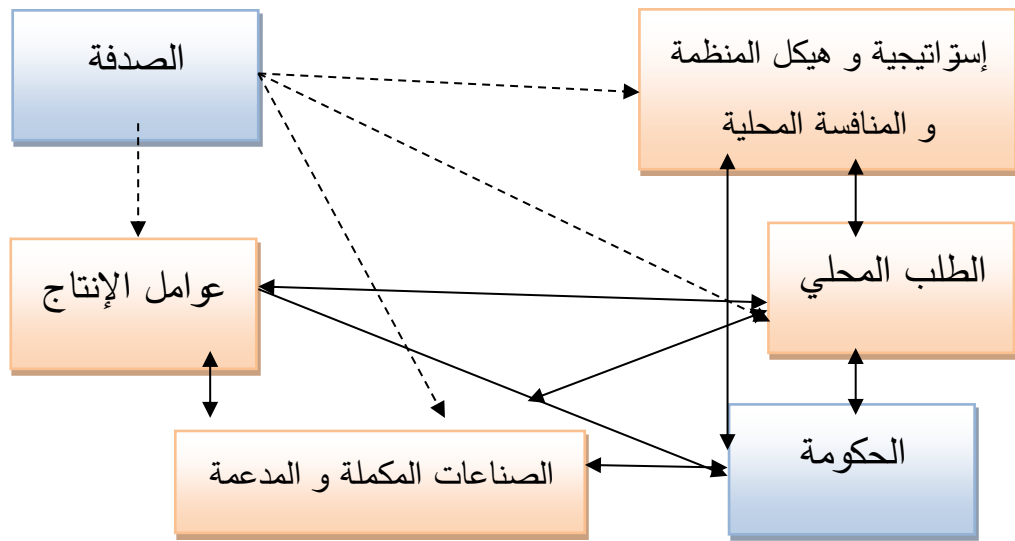 إستراتيجية و هيكل المنظمة
و المنافسة المحلية
الصدفة
الطلب المحلي
عوامل الإنتاج
الحكومة
الصناعات المكملة و المدعمة